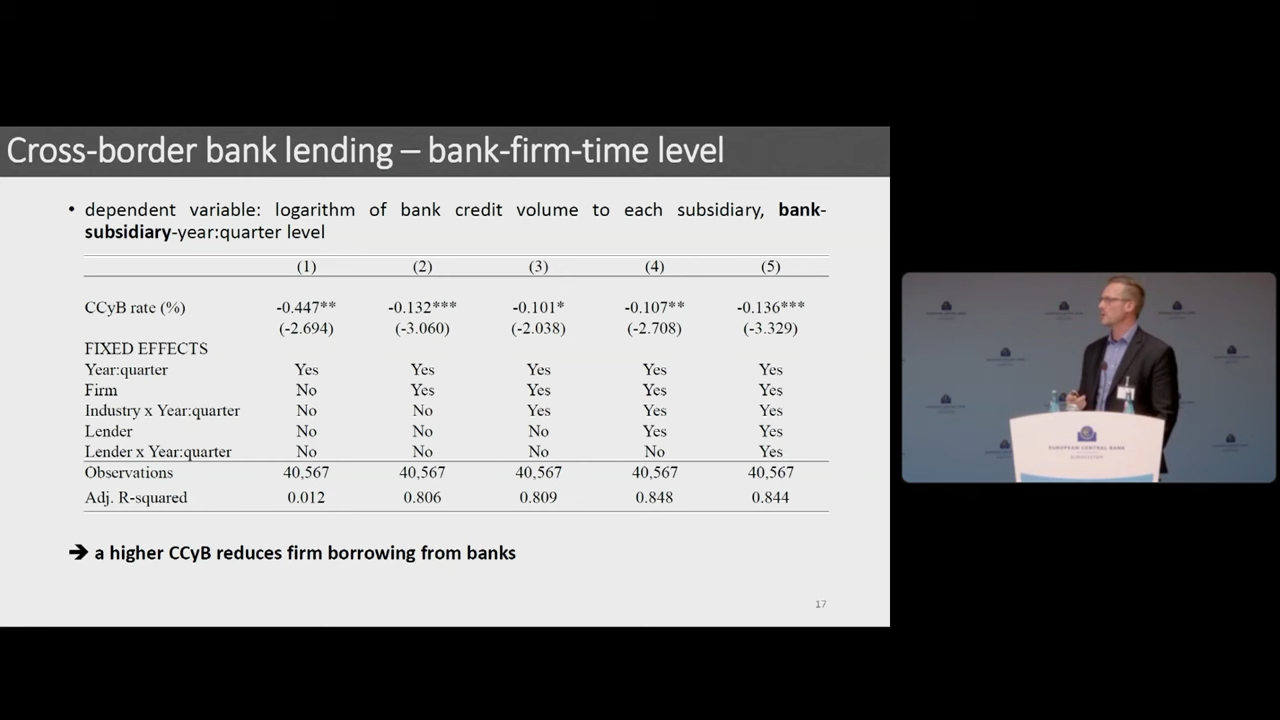 Cross-border bank lending – bank-firm-time level
• dependent variable: logarithm of bank credit volume to each subsidiary, bank-
subsidiary-year:quarter level
(1) (2) (3) (4) (5)
CCyB rate (%) -0.447** -0.132*** -0.101* -0.107** -0.136***
(-2.694) (-3.060) (-2.038) (-2.708) (-3.329)
FIXED EFFECTS
Year:quarter Yes Yes Yes Yes Yes
Firm No Yes Yes Yes Yes
Industry x Year:quarter No No Yes Yes Yes
Lender No No No Yes Yes
Lender x Year:quarter No No No No Yes
Observations 40,567 40,567 40,567 40,567 40,567
Adj. R-squared 0.012 0.806 0.809 0.848 0.844
➔ a higher CCyB reduces firm borrowing from banks
17
EUROPEAN CENTRAL BANK
EUROSYSTEM